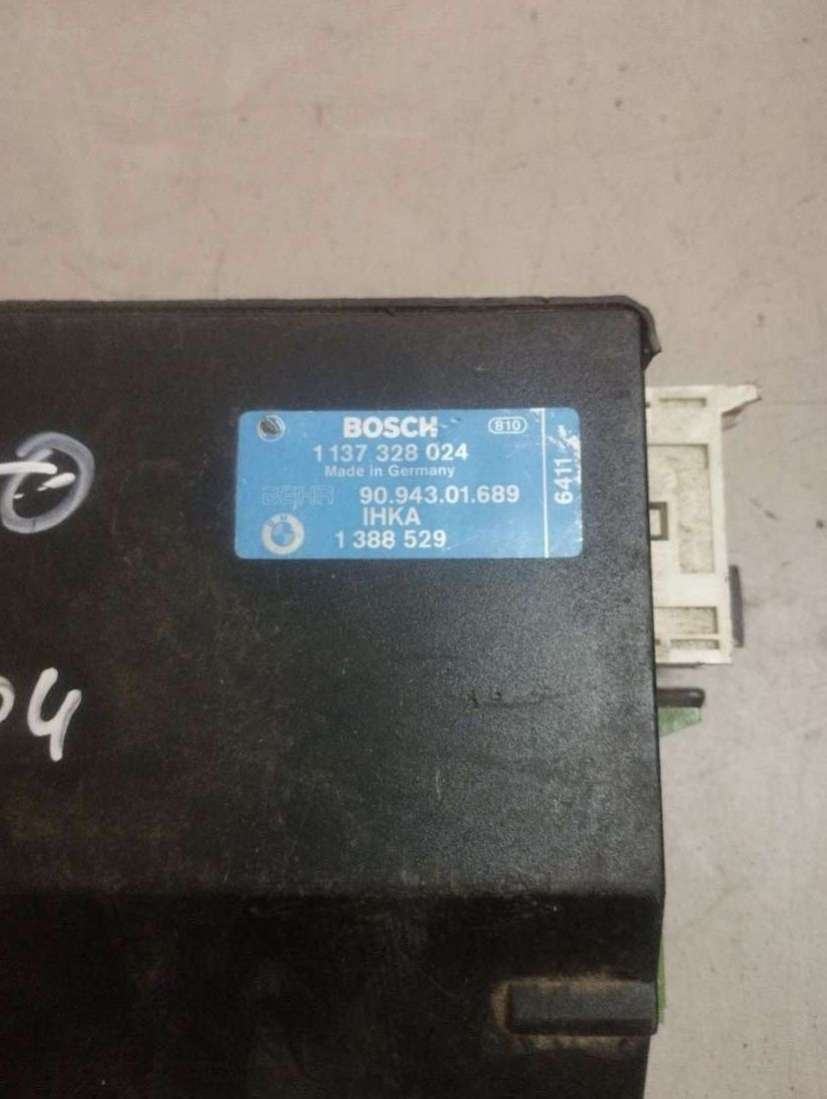 BOSCH 810
1 137 328 024
Made in Germany
BEHR 90.943.01.689
IHKA
1 388 529
6411
04